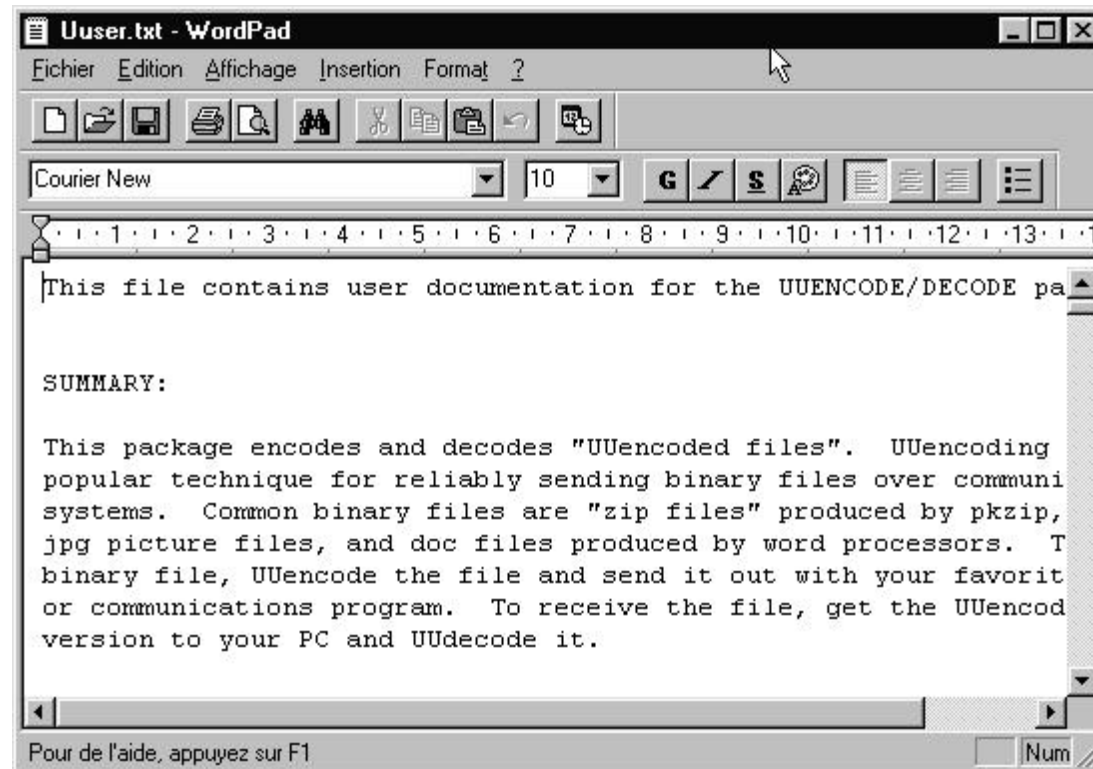 Uuser.txt - WordPad
Fichier Edition Affichage Insertion Format ?
Courier New 10 G I S
1 2 3 4 5 6 7 8 9 10 11 12 13 1
This file contains user documentation for the UUENCODE/DECODE pa
SUMMARY:
This package encodes and decodes "UUencoded files".  UUencoding
popular technique for reliably sending binary files over communi
systems.  Common binary files are "zip files" produced by pkzip,
jpg picture files, and doc files produced by word processors.  T
binary file, UUencode the file and send it out with your favorit
or communications program.  To receive the file, get the UUencod
version to your PC and UUdecode it.
Pour de l'aide, appuyez sur F1 Num